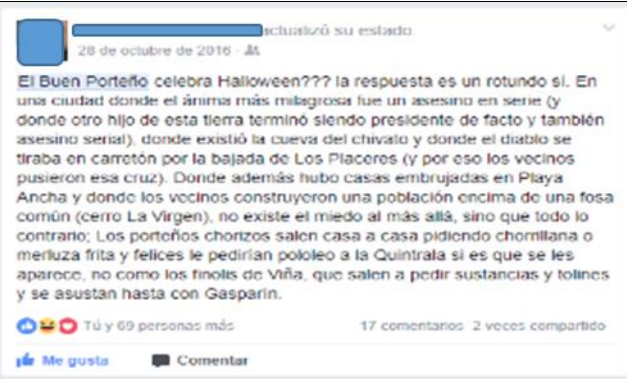 actualizó su estado.
28 de octubre de 2016
El Buen Porteño celebra Halloween??? la respuesta es un rotundo si. En
una ciudad donde el ánima más milagrosa fue un asesino en serie (y
donde otro hijo de esta tierra terminó siendo presidente de facto y también
asesino serial), donde existió la cueva del chivato y donde el diablo se
tiraba en carretón por la bajada de Los Placeres (y por eso los vecinos
pusieron esa cruz). Donde además hubo casas embrujadas en Playa
Ancha y donde los vecinos construyeron una población encima de una fosa
común (cerro La Virgen), no existe el miedo al más allá, sino que todo lo
contrario; Los porteños chorizos salen casa a casa pidiendo chorrillana o
merluza frita y felices le pedirían pololeo a la Quintrala si es que se les
aparece, no como los finolis de Viña, que salen a pedir sustancias y tolines
y se asustan hasta con Gasparín.
Tú y 69 personas más 17 comentarios 2 veces compartido
Me gusta Comentar